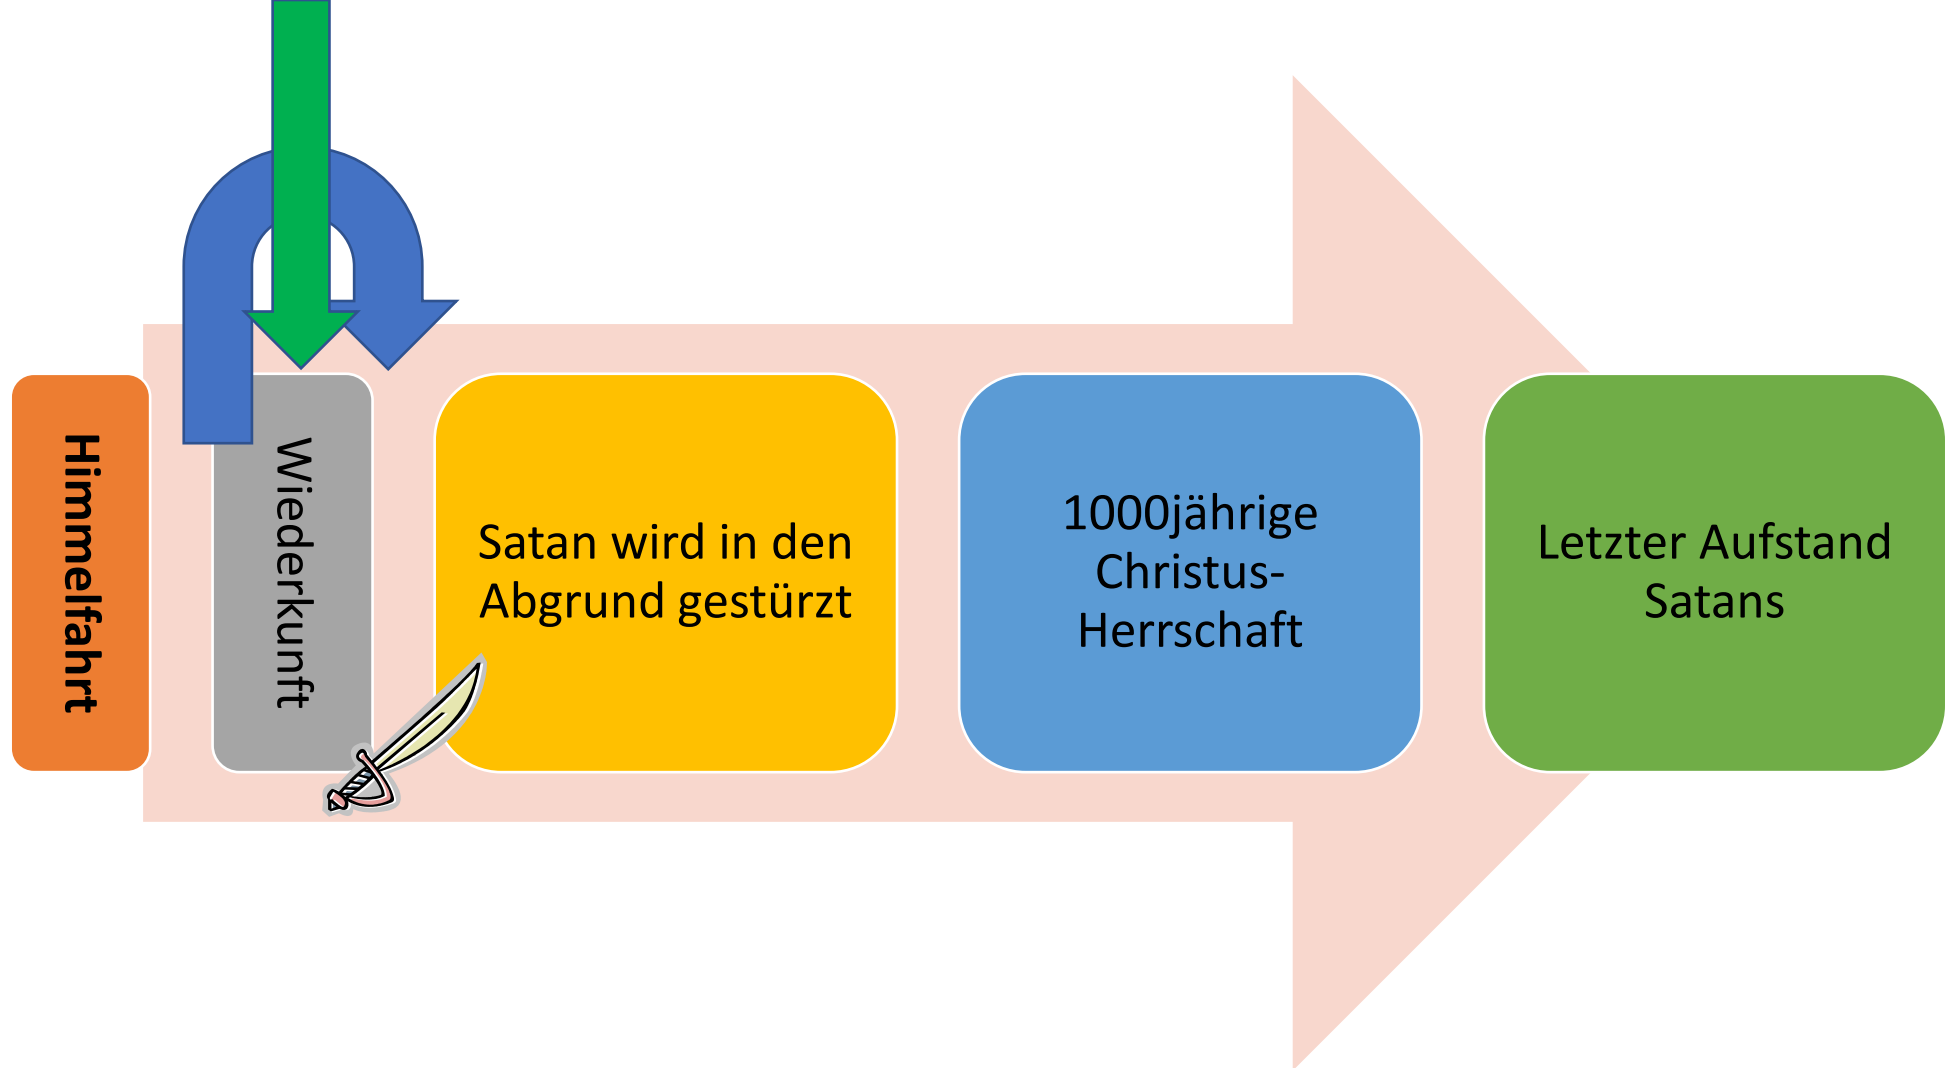 Himmelfahrt
Wiederkunft
Satan wird in den
Abgrund gestürzt
1000jährige
Christus-
Herrschaft
Letzter Aufstand
Satans